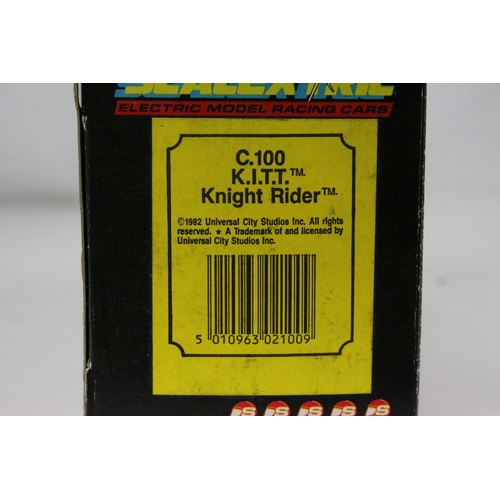 SCALEXTRIC
ELECTRIC MODEL RACING CARS
C.100
K.I.T.T.™.
Knight Rider™.
©1982 Universal City Studios Inc. All rights
reserved. ★ A Trademark of and licensed by
Universal City Studios Inc.
5 010963 021009
S S S S S